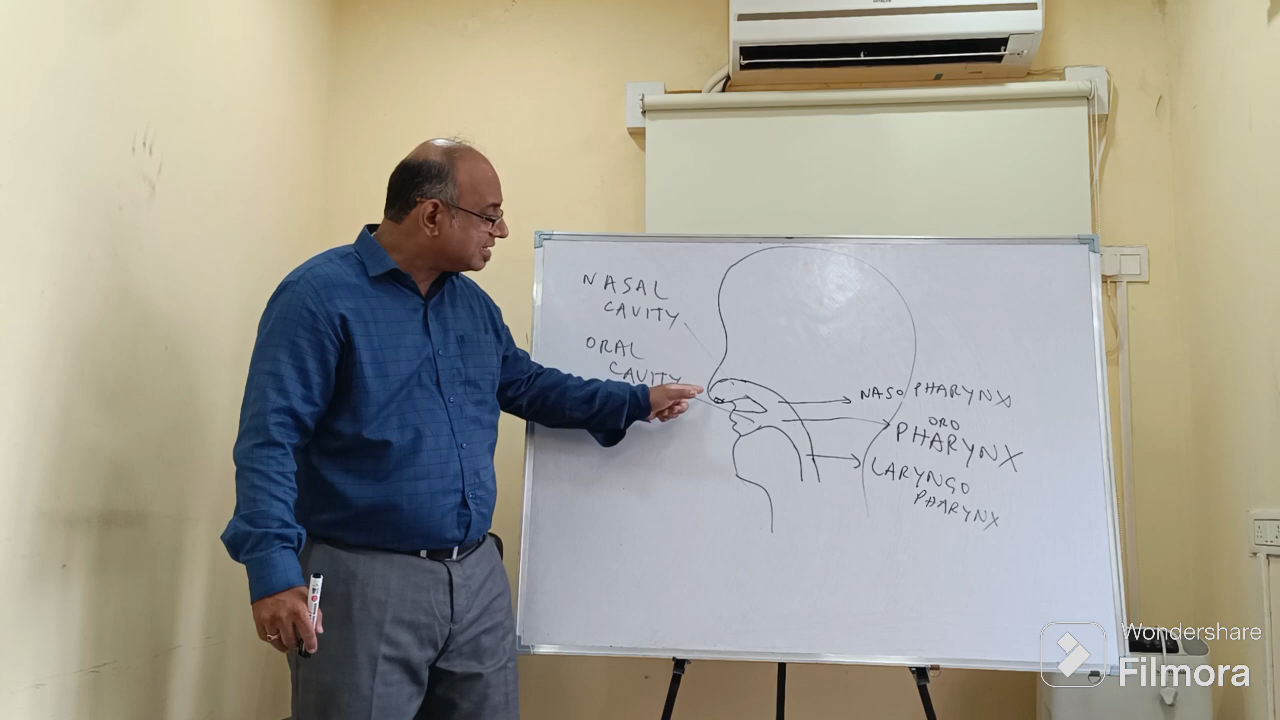 NASAL
CAVITY
ORAL
CAVITY
NASOPHARYNX
ORO
PHARYNX
LARYNGO
PHARYNX
Wondershare
Filmora